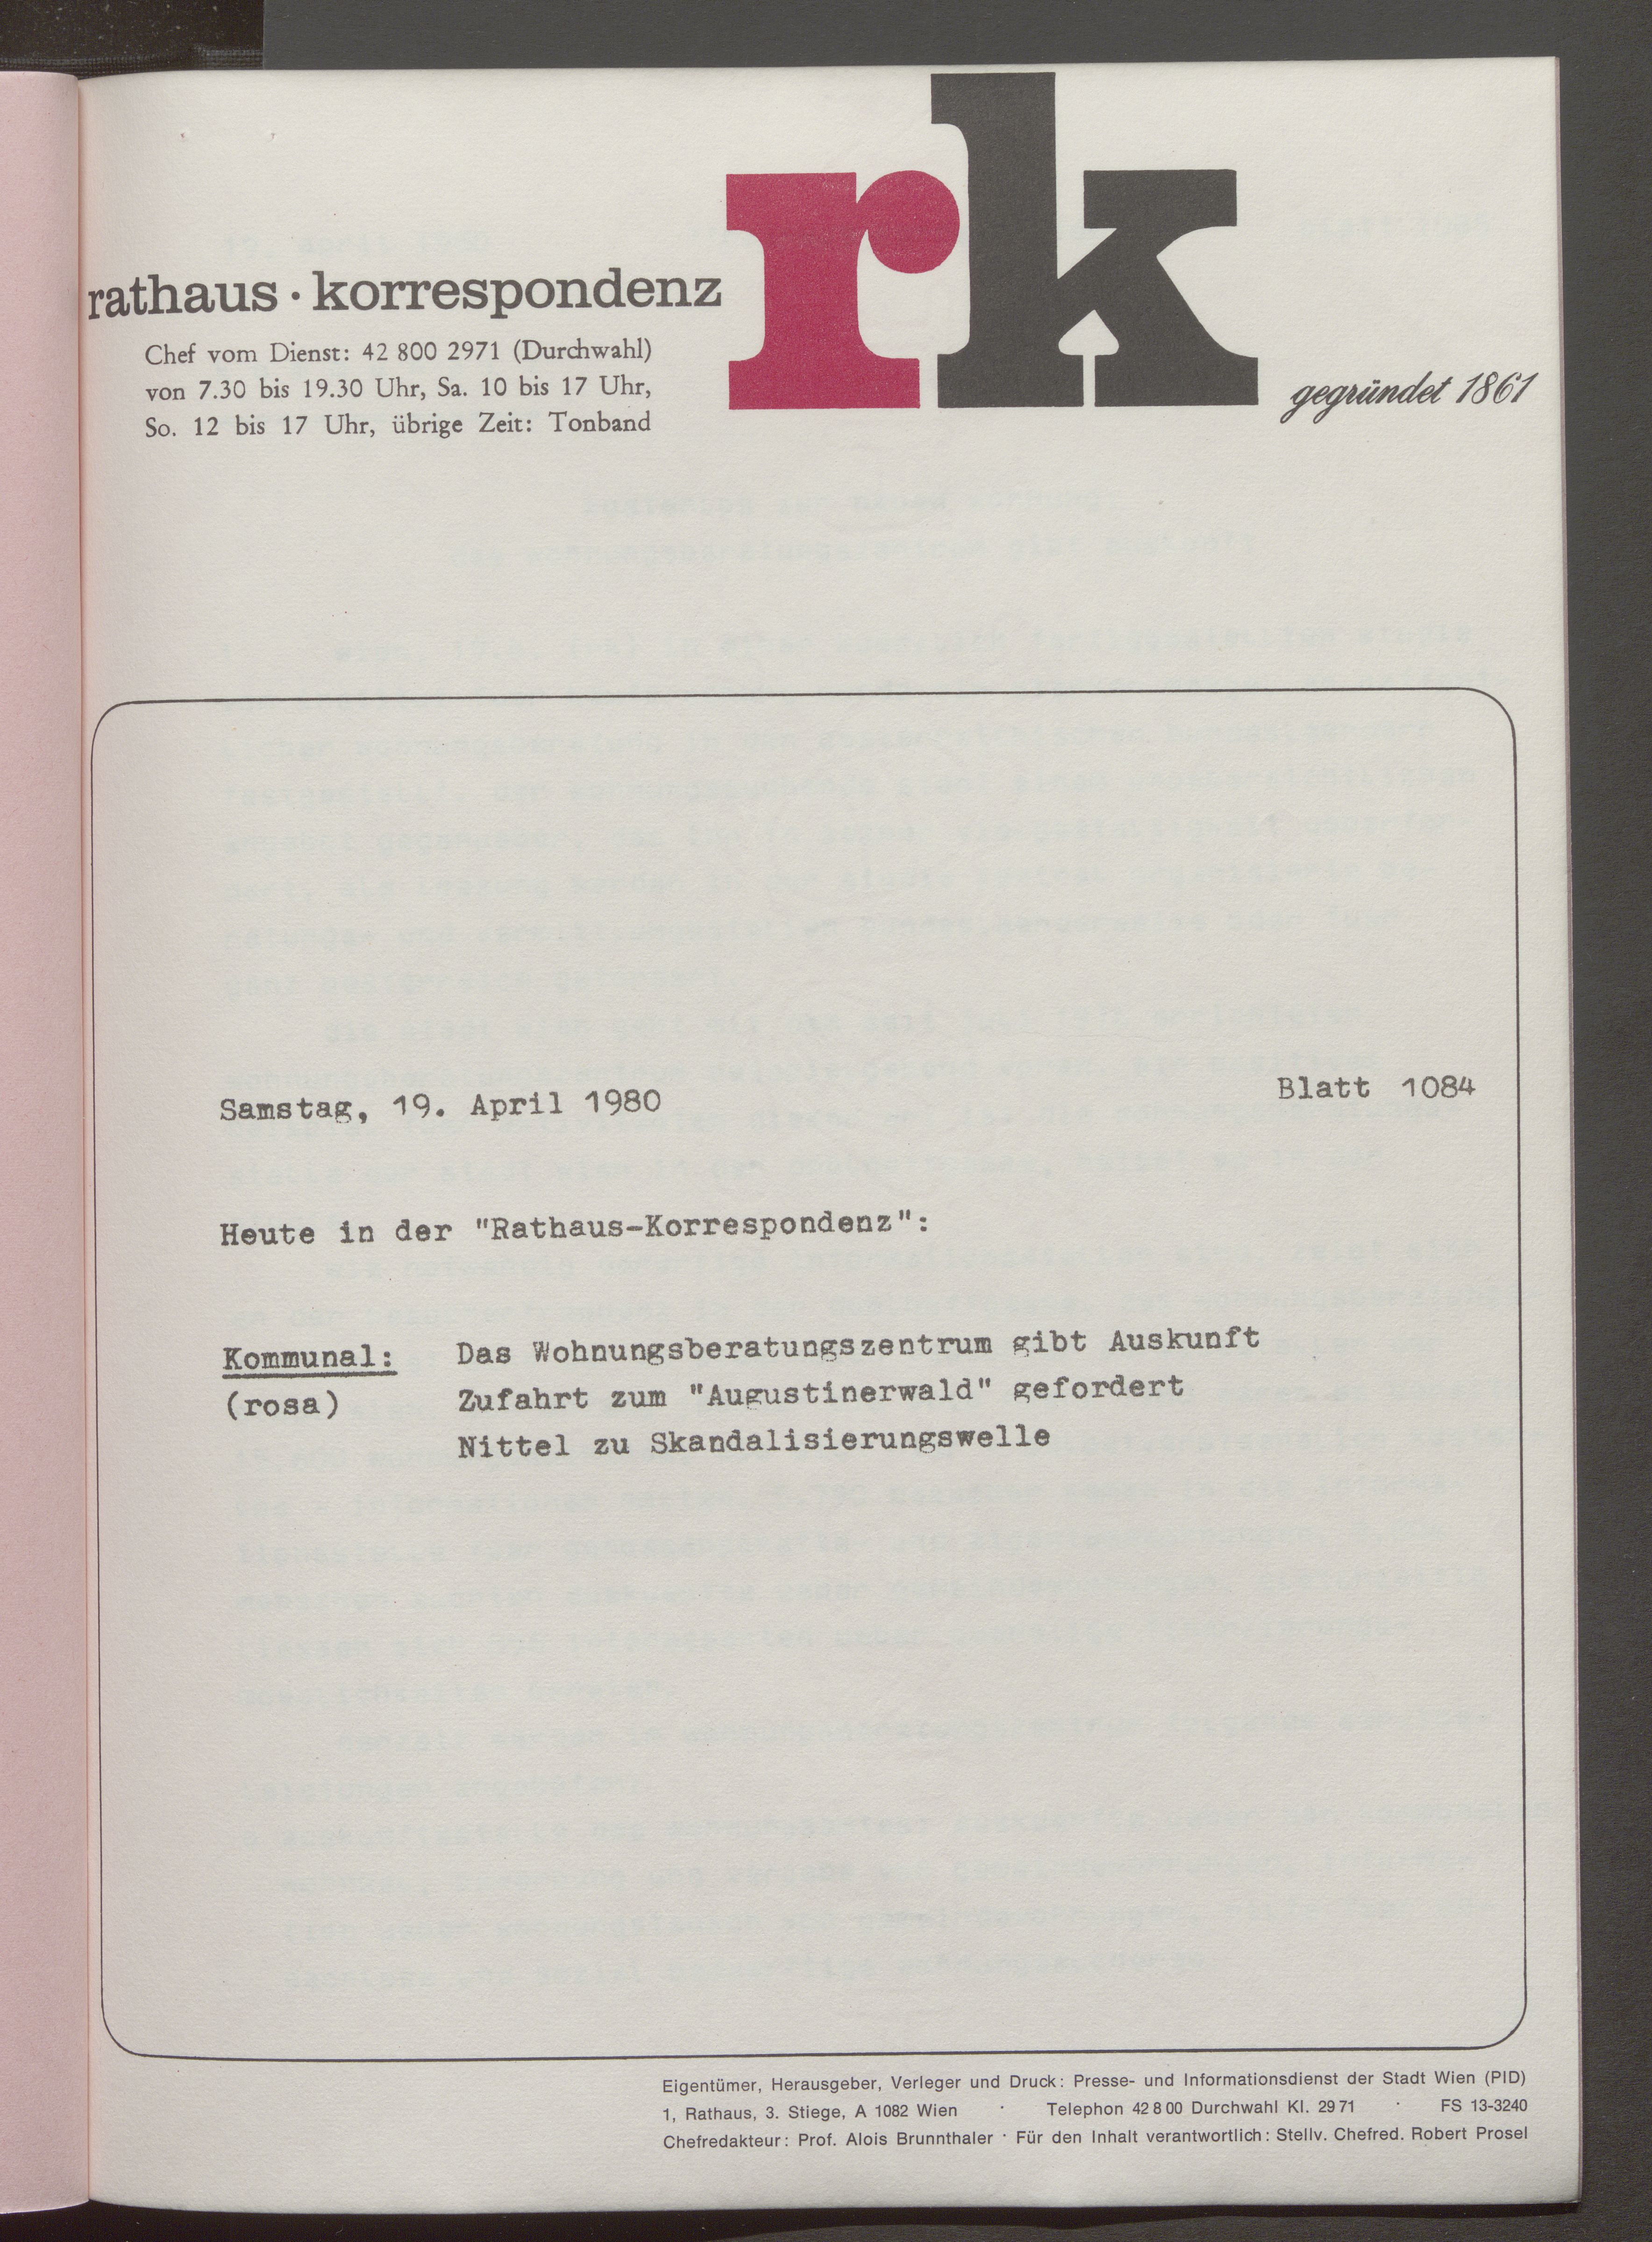 rk
rathaus · korrespondenz
Chef vom Dienst: 42 800 2971 (Durchwahl)
von 7.30 bis 19.30 Uhr, Sa. 10 bis 17 Uhr,
So. 12 bis 17 Uhr, übrige Zeit: Tonband
gegründet 1861
Samstag, 19. April 1980 Blatt 1084
Heute in der "Rathaus-Korrespondenz":
Kommunal: Das Wohnungsberatungszentrum gibt Auskunft
(rosa) Zufahrt zum "Augustinerwald" gefordert
Nittel zu Skandalisierungswelle
Eigentümer, Herausgeber, Verleger und Druck: Presse- und Informationsdienst der Stadt Wien (PID)
1, Rathaus, 3. Stiege, A 1082 Wien · Telephon 42 8 00 Durchwahl Kl. 29 71 · FS 13-3240
Chefredakteur: Prof. Alois Brunnthaler · Für den Inhalt verantwortlich: Stellv. Chefred. Robert Prosel